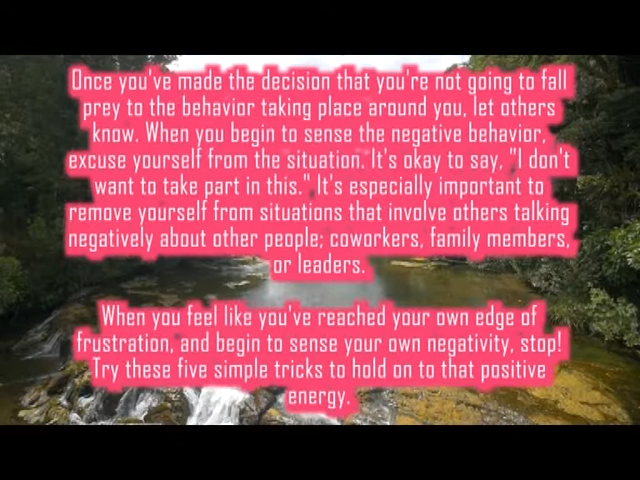 Once you've made the decision that you're not going to fall
prey to the behavior taking place around you, let others
know. When you begin to sense the negative behavior,
excuse yourself from the situation. It's okay to say, "I don't
want to take part in this." It's especially important to
remove yourself from situations that involve others talking
negatively about other people; coworkers, family members,
or leaders.
When you feel like you've reached your own edge of
frustration, and begin to sense your own negativity, stop!
Try these five simple tricks to hold on to that positive
energy.